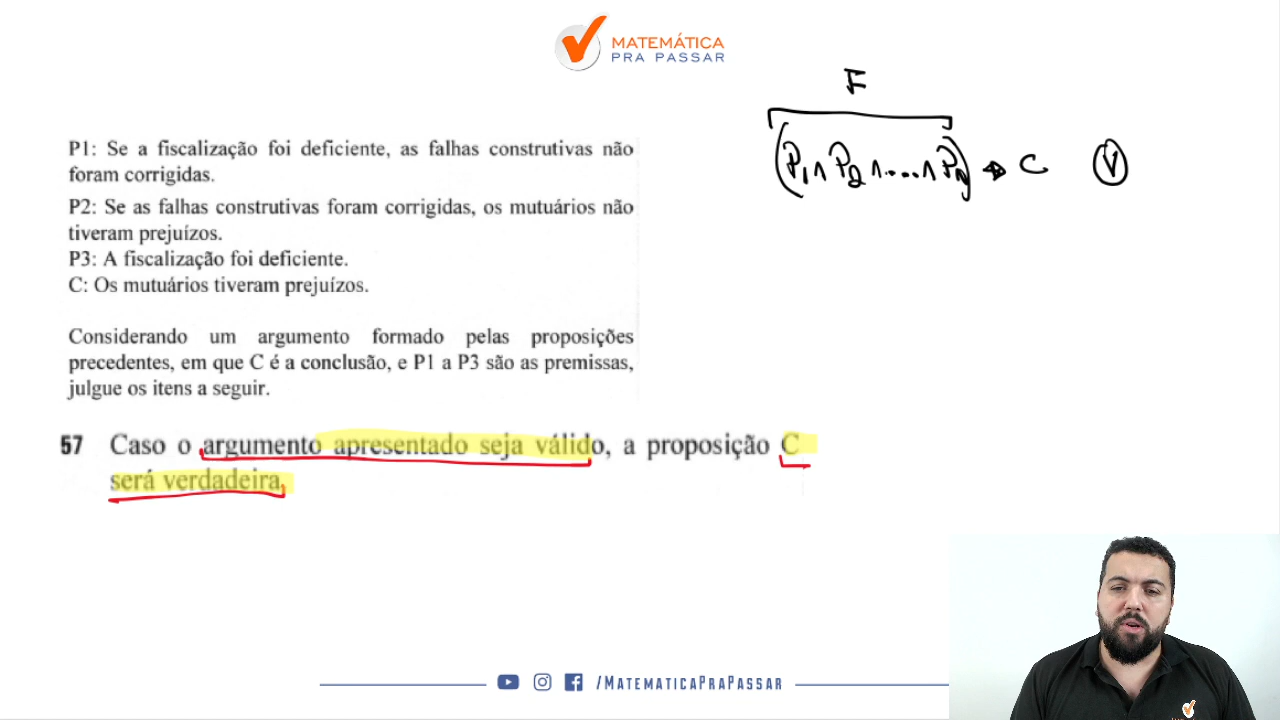 MATEMÁTICA
PRA PASSAR
F
(P1 ∧ P2 ∧ .... ∧ Pn) → C V
P1: Se a fiscalização foi deficiente, as falhas construtivas não
foram corrigidas.
P2: Se as falhas construtivas foram corrigidas, os mutuários não
tiveram prejuízos.
P3: A fiscalização foi deficiente.
C: Os mutuários tiveram prejuízos.
Considerando um argumento formado pelas proposições
precedentes, em que C é a conclusão, e P1 a P3 são as premissas,
julgue os itens a seguir.
57 Caso o argumento apresentado seja válido, a proposição C
será verdadeira.
/MATEMATICAPRAPASSAR